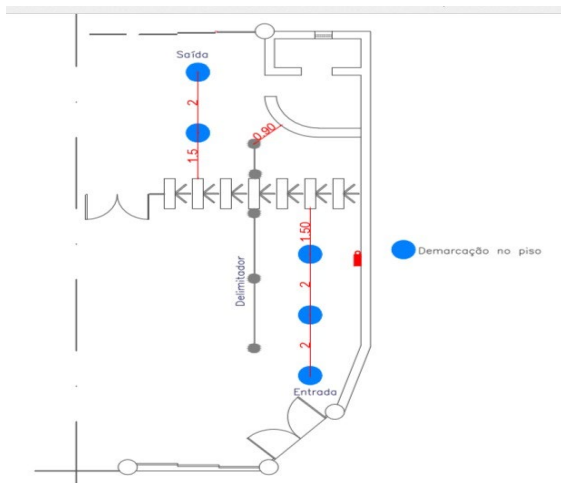 Saída
2
0.90
1.5
1.50
Demarcação no piso
2
Delimitador
2
Entrada